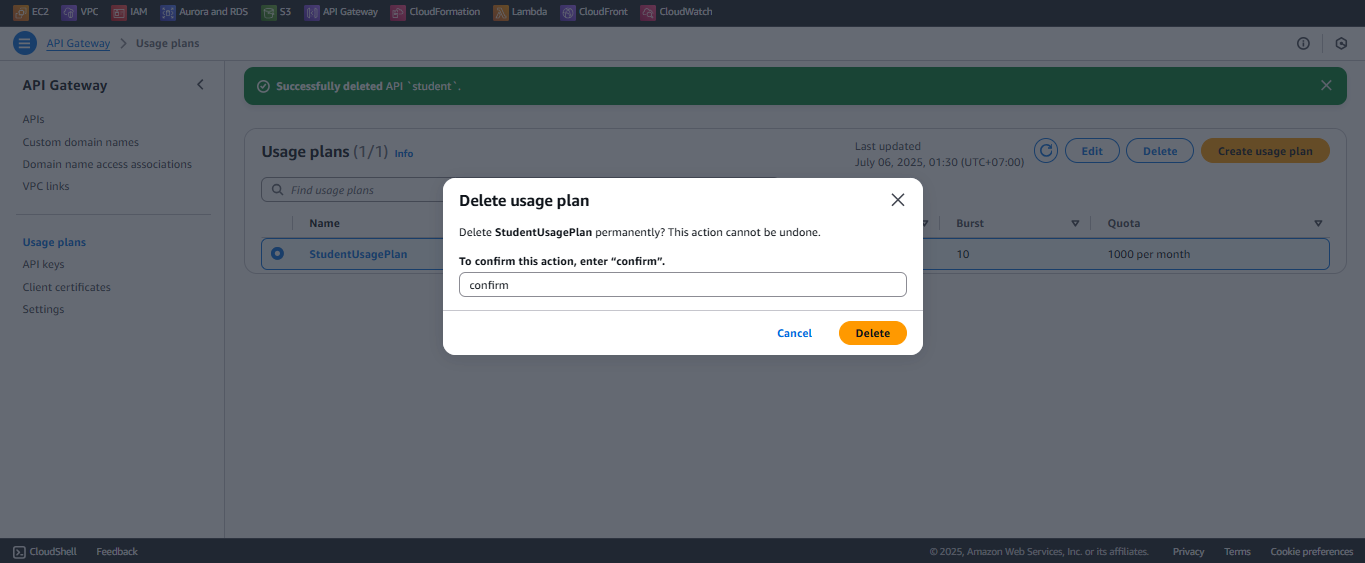 EC2 VPC IAM Aurora and RDS S3 API Gateway CloudFormation Lambda CloudFront CloudWatch
API Gateway > Usage plans
API Gateway
APIs
Custom domain names
Domain name access associations
VPC links
Usage plans
API keys
Client certificates
Settings
Successfully deleted API `student`.
Usage plans (1/1) Info
Last updated
July 06, 2025, 01:30 (UTC+07:00)
Edit Delete Create usage plan
Find usage plans
Name Burst Quota
StudentUsagePlan 10 1000 per month
Delete usage plan
Delete StudentUsagePlan permanently? This action cannot be undone.
To confirm this action, enter “confirm”.
confirm
Cancel Delete
CloudShell Feedback © 2025, Amazon Web Services, Inc. or its affiliates. Privacy Terms Cookie preferences